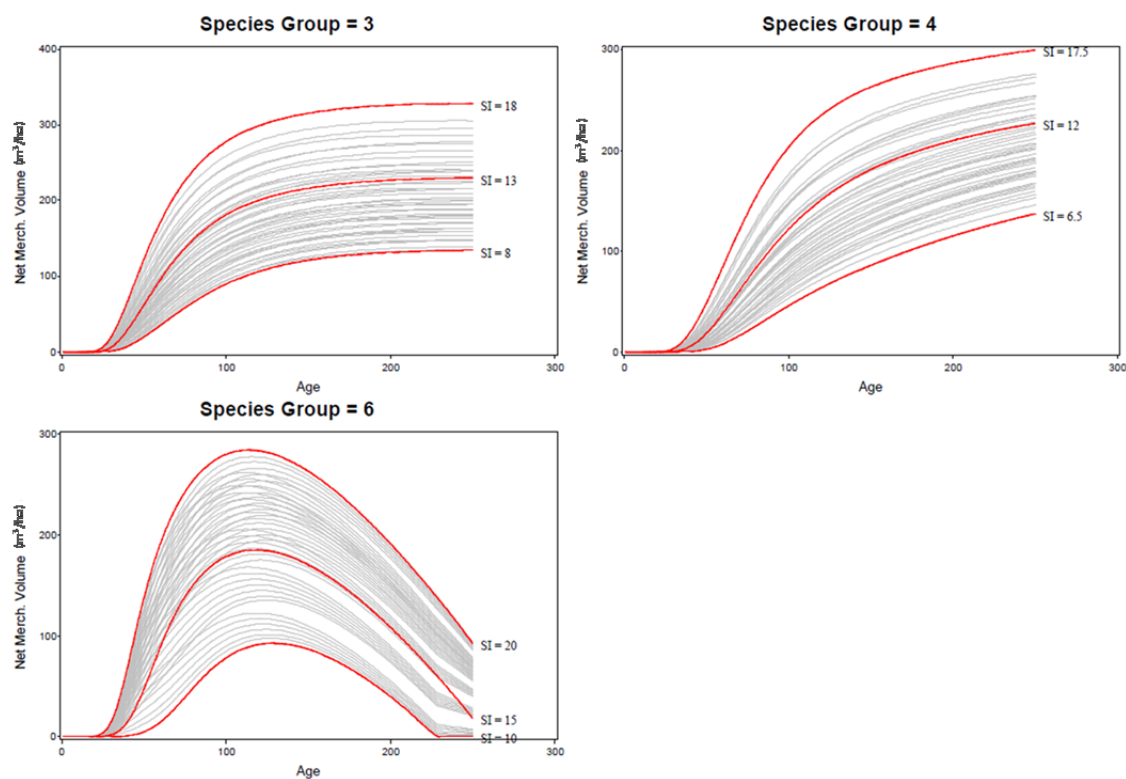 Species Group = 3
Net Merch. Volume (m³/ha)
400
300
200
100
0
0 100 200 300
Age
SI = 18
SI = 13
SI = 8
Species Group = 4
Net Merch. Volume (m³/ha)
300
200
100
0
0 100 200 300
Age
SI = 17.5
SI = 12
SI = 6.5
Species Group = 6
Net Merch. Volume (m³/ha)
300
200
100
0
0 100 200 300
Age
SI = 20
SI = 15
SI = 10